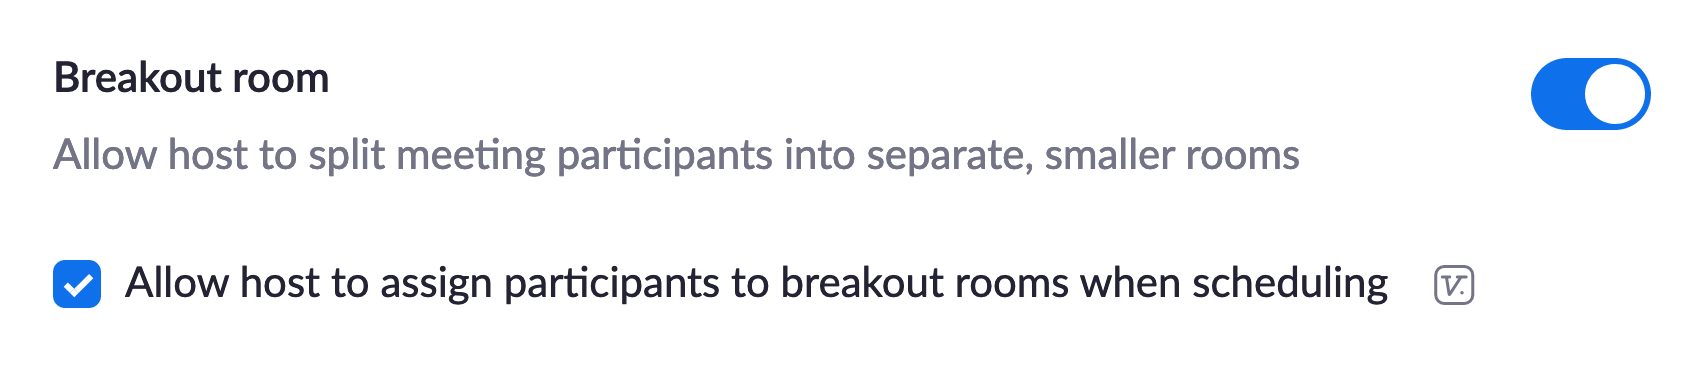 Breakout room
Allow host to split meeting participants into separate, smaller rooms
Allow host to assign participants to breakout rooms when scheduling V.